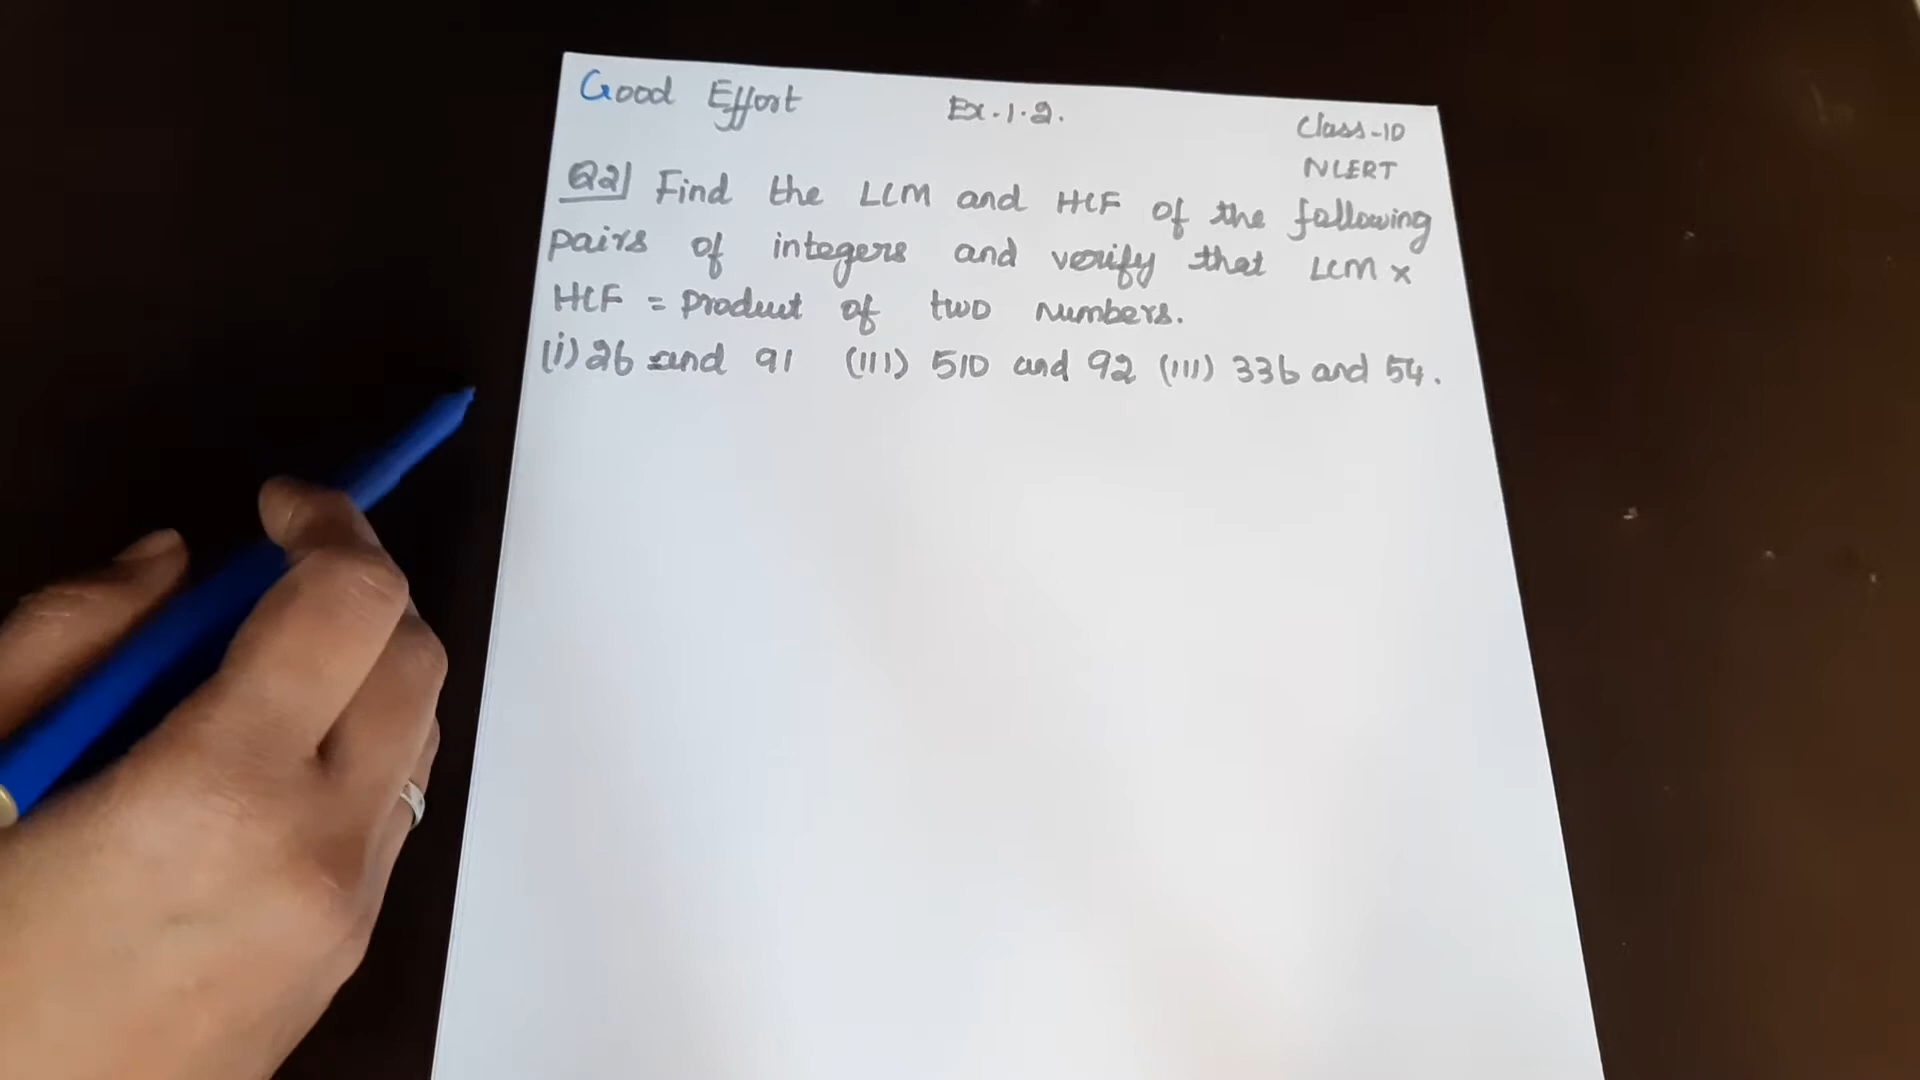 Good Effort Ex.1.2. Class-10
NCERT
Q2 Find the LCM and HCF of the following
pairs of integers and verify that LCM ×
HCF = product of two numbers.
(i) 26 and 91 (iii) 510 and 92 (iii) 336 and 54.